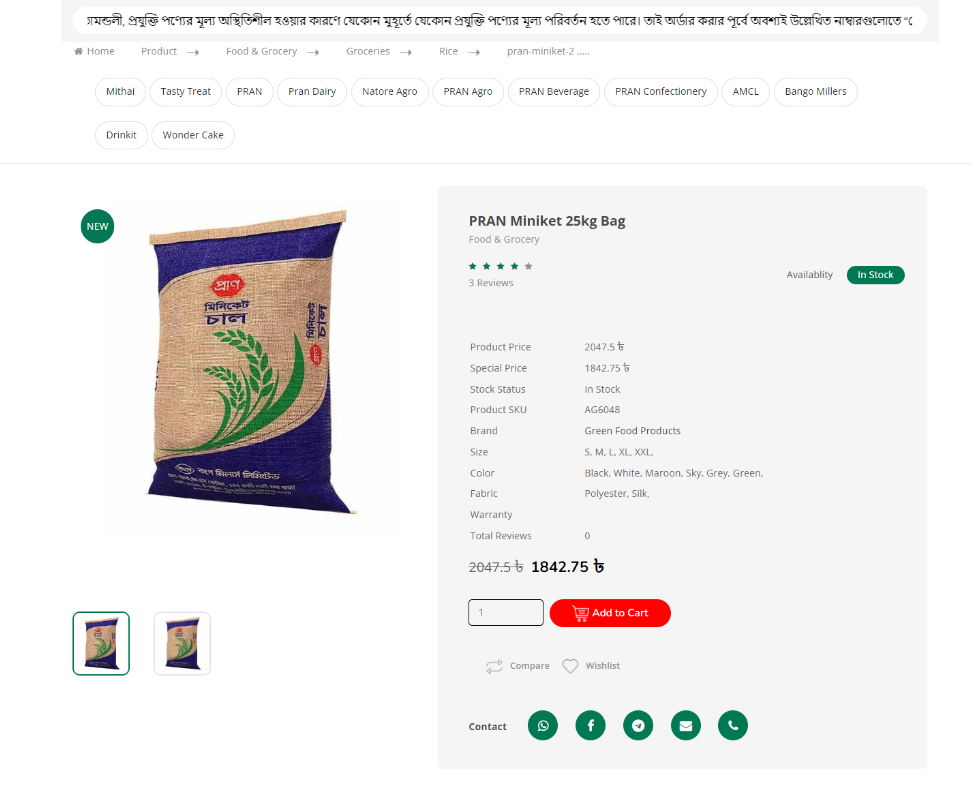 মন্ডলী, প্রযুক্তি পণ্যের মূল্য অস্থিতিশীল হওয়ার কারণে যেকোন মূহূর্তে যেকোন প্রযুক্তি পণ্যের মূল্য পরিবর্তন হতে পারে। তাই অর্ডার করার পূর্বে অবশ্যই উল্লেখিত নাম্বারগুলোতে
Home Product Food & Grocery Groceries Rice pran-miniket-2 .....
Mithai Tasty Treat PRAN Pran Dairy Natore Agro PRAN Agro PRAN Beverage PRAN Confectionery AMCL Bango Millers
Drinkit Wonder Cake
NEW
প্রাণ
মিনিকেট
চাল
মিনিকেট
চাল
প্রাণ
বংগ মিলার্স লিমিটেড
PRAN Miniket 25kg Bag
Food & Grocery
3 Reviews
Availablity In Stock
Product Price 2047.5 ৳
Special Price 1842.75 ৳
Stock Status In Stock
Product SKU AG6048
Brand Green Food Products
Size S, M, L, XL, XXL,
Color Black, White, Maroon, Sky, Grey, Green,
Fabric Polyester, Silk,
Warranty
Total Reviews 0
2047.5 ৳ 1842.75 ৳
1 Add to Cart
Compare Wishlist
Contact